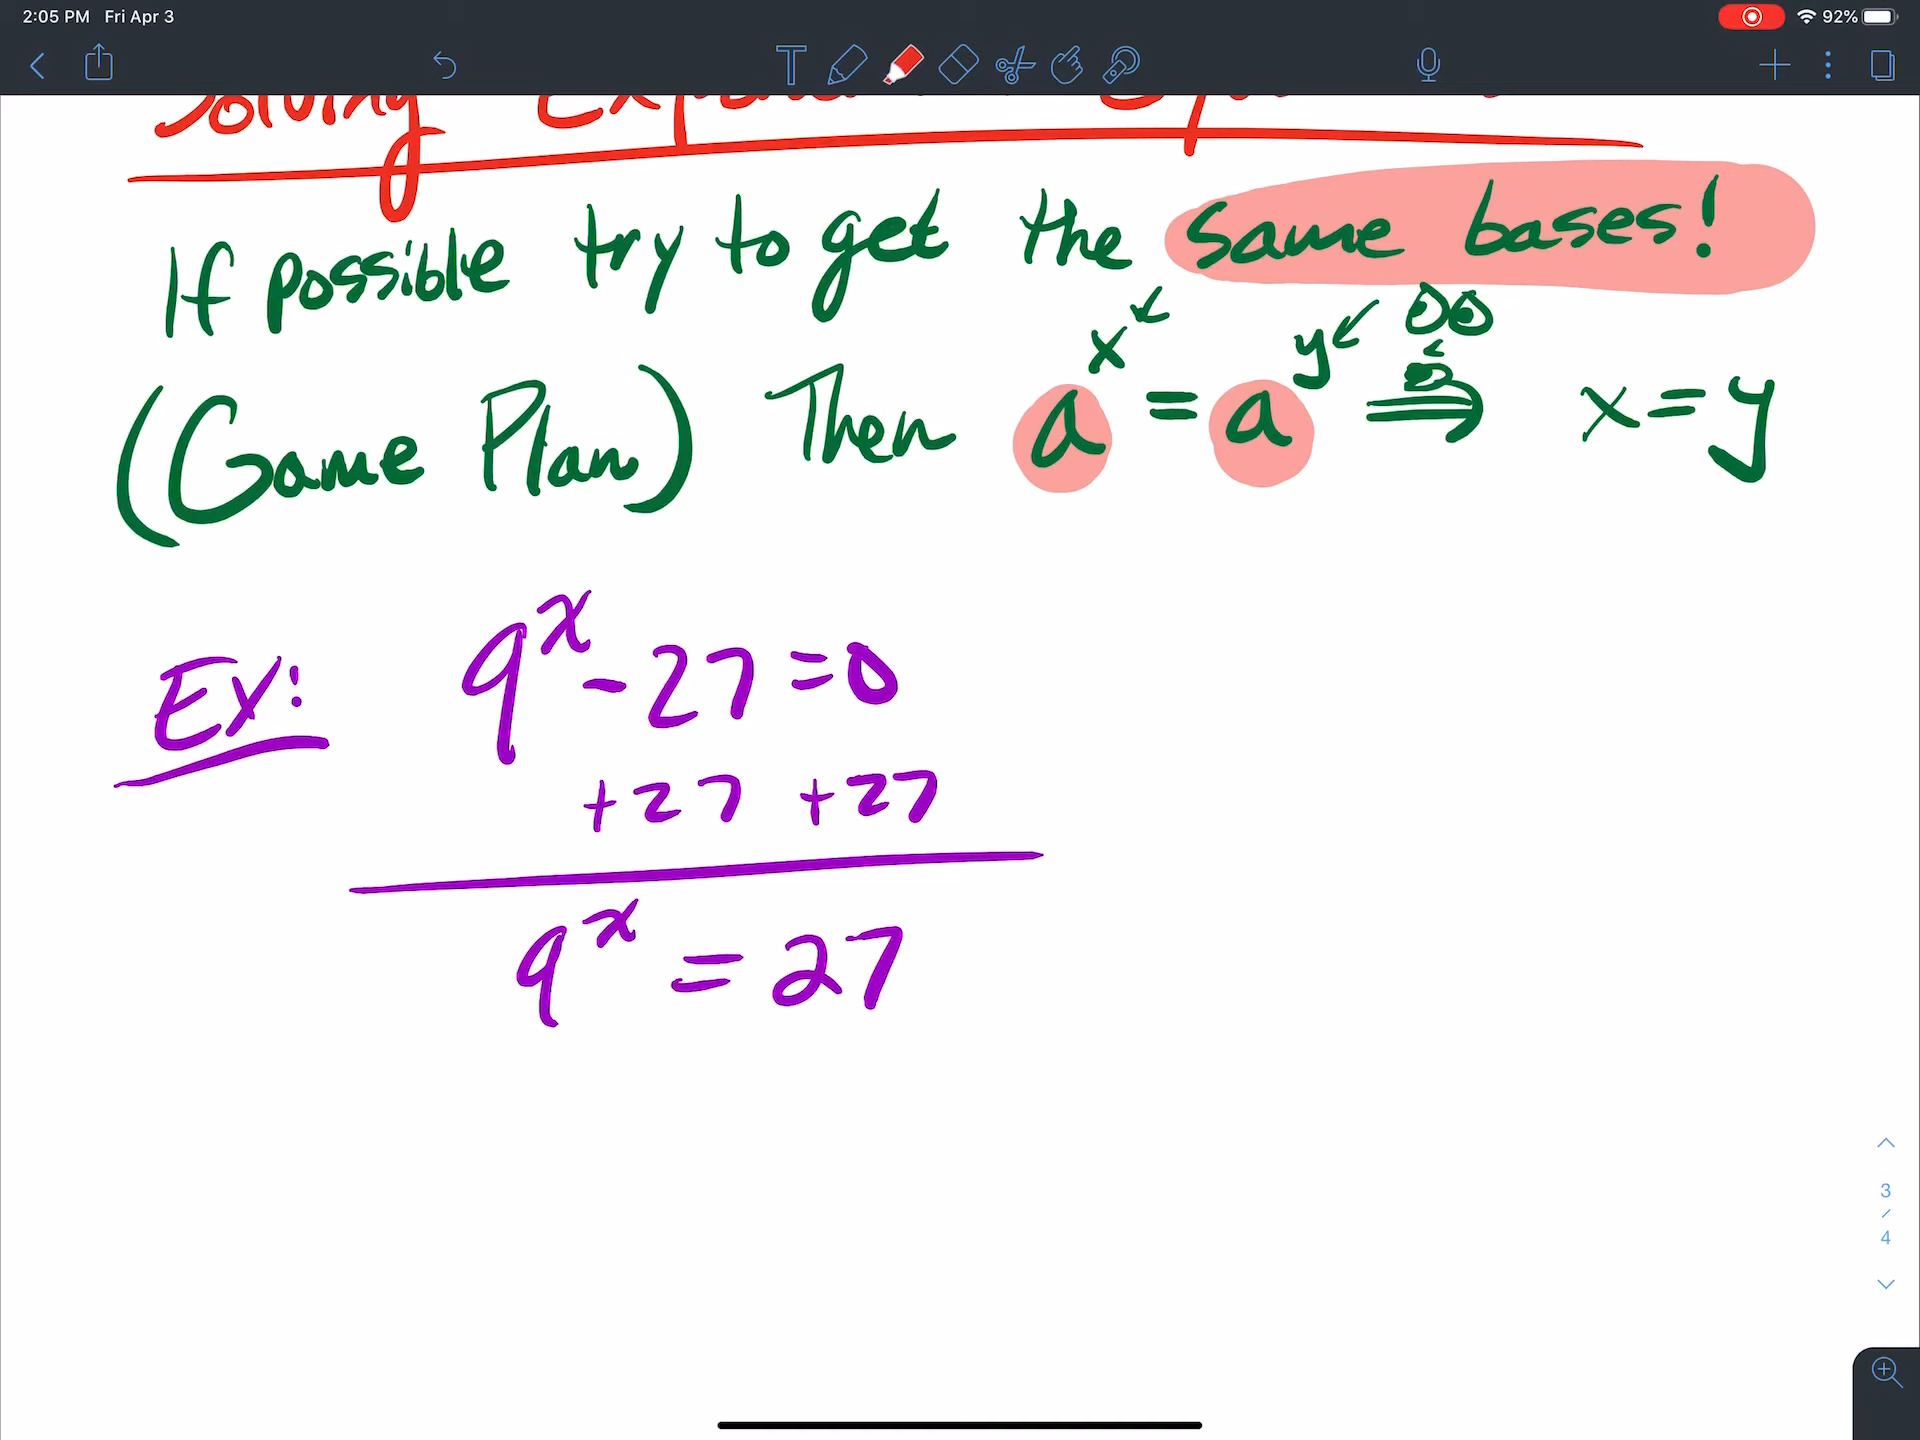 2:05 PM Fri Apr 3
92%
Solving
If possible try to get the same bases!
(Game Plan) Then a^x = a^y ⇒ x=y
EX: 9^x - 27 = 0
+27 +27
9^x = 27
3
/
4